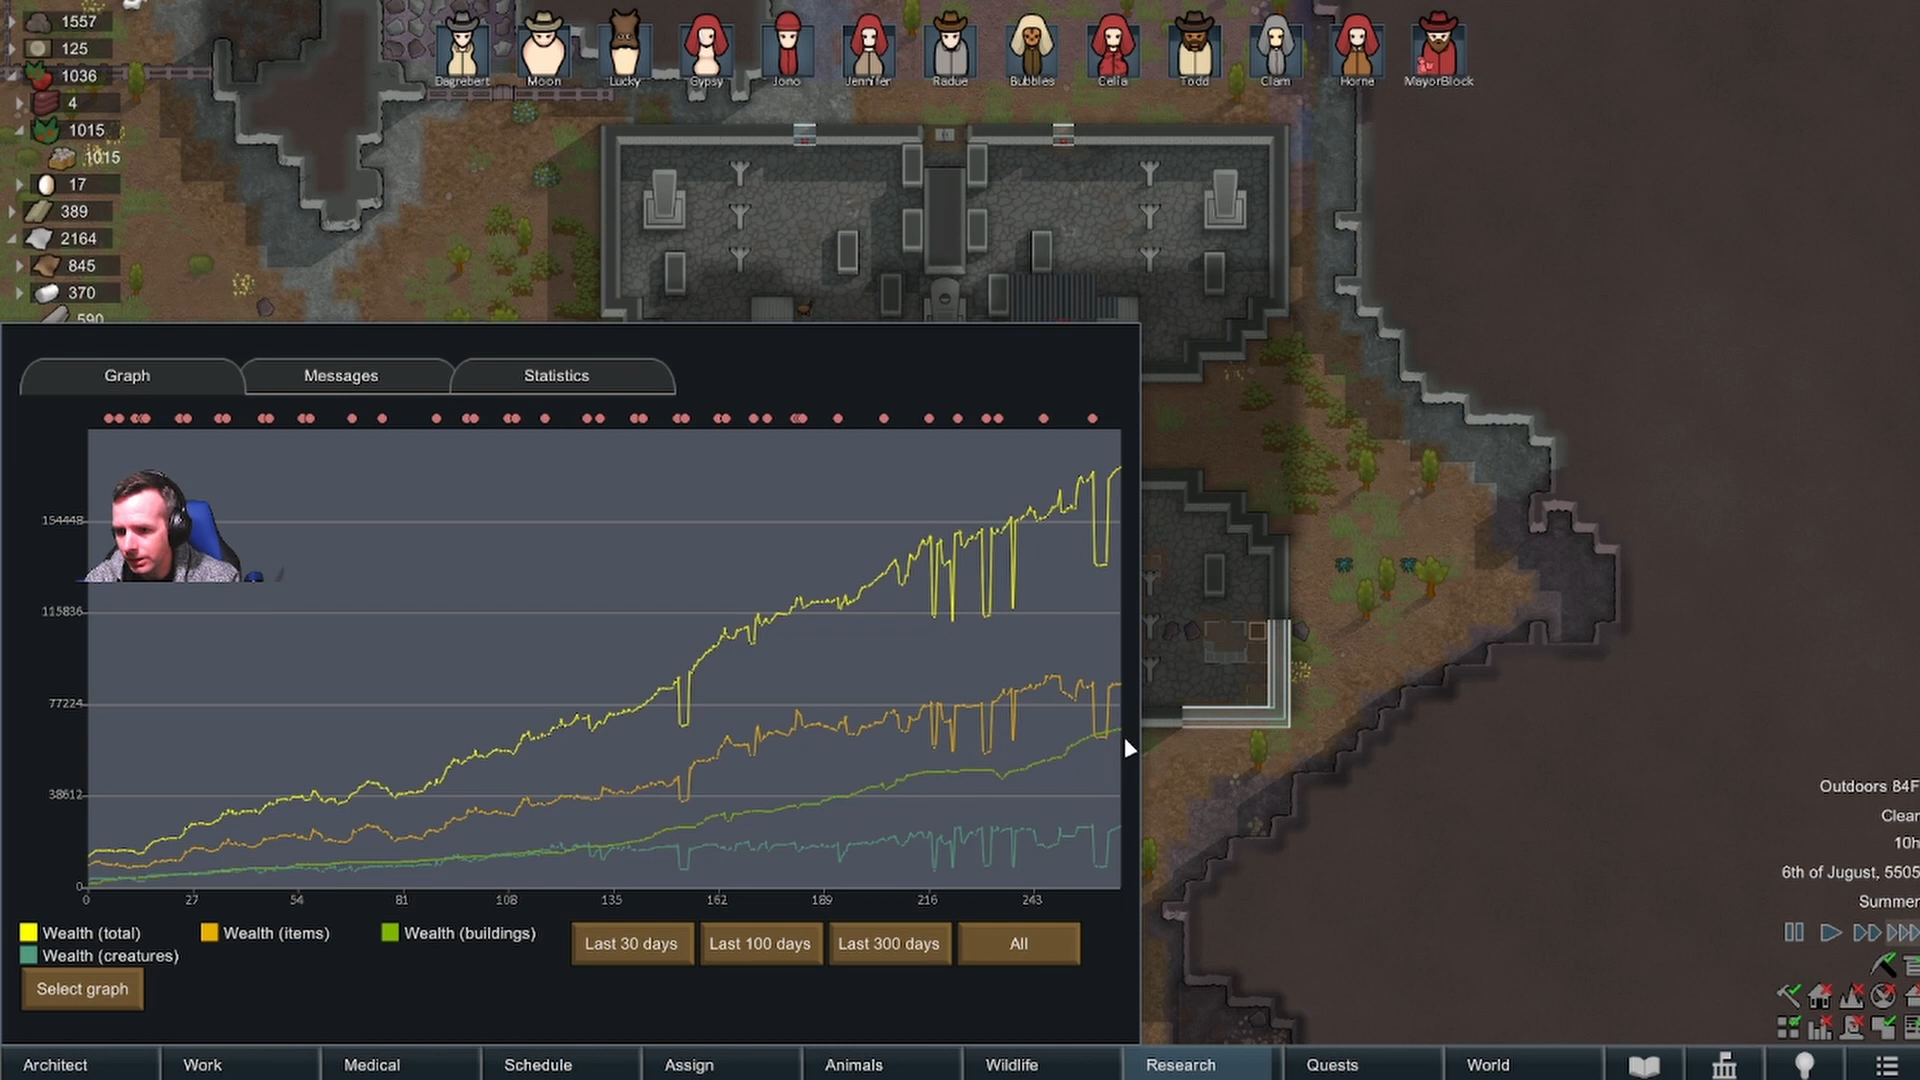 1557
125
1036
4
1015
1015
17
389
2164
845
370
590
Dagrebert
Moon
Lucky
Gypsy
Jono
Jennifer
Radue
Bubbles
Celia
Todd
Clam
Horne
MayorBlock
Graph
Messages
Statistics
154448
115836
77224
38612
0
0 27 54 81 108 135 162 189 216 243
Wealth (total)
Wealth (items)
Wealth (buildings)
Wealth (creatures)
Last 30 days
Last 100 days
Last 300 days
All
Select graph
Outdoors 84F
Clear
10h
6th of Jugust, 5505
Summer
Architect
Work
Medical
Schedule
Assign
Animals
Wildlife
Research
Quests
World